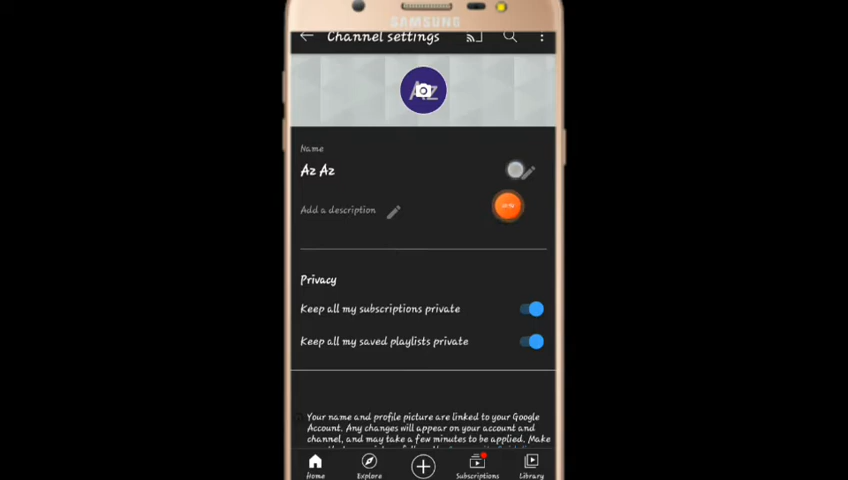 SAMSUNG
Channel settings
Az
Name
Az Az
Add a description
Privacy
Keep all my subscriptions private
Keep all my saved playlists private
Your name and profile picture are linked to your Google
Account. Any changes will appear on your account and
channel, and may take a few minutes to be applied. Make
Home Explore Subscriptions Library